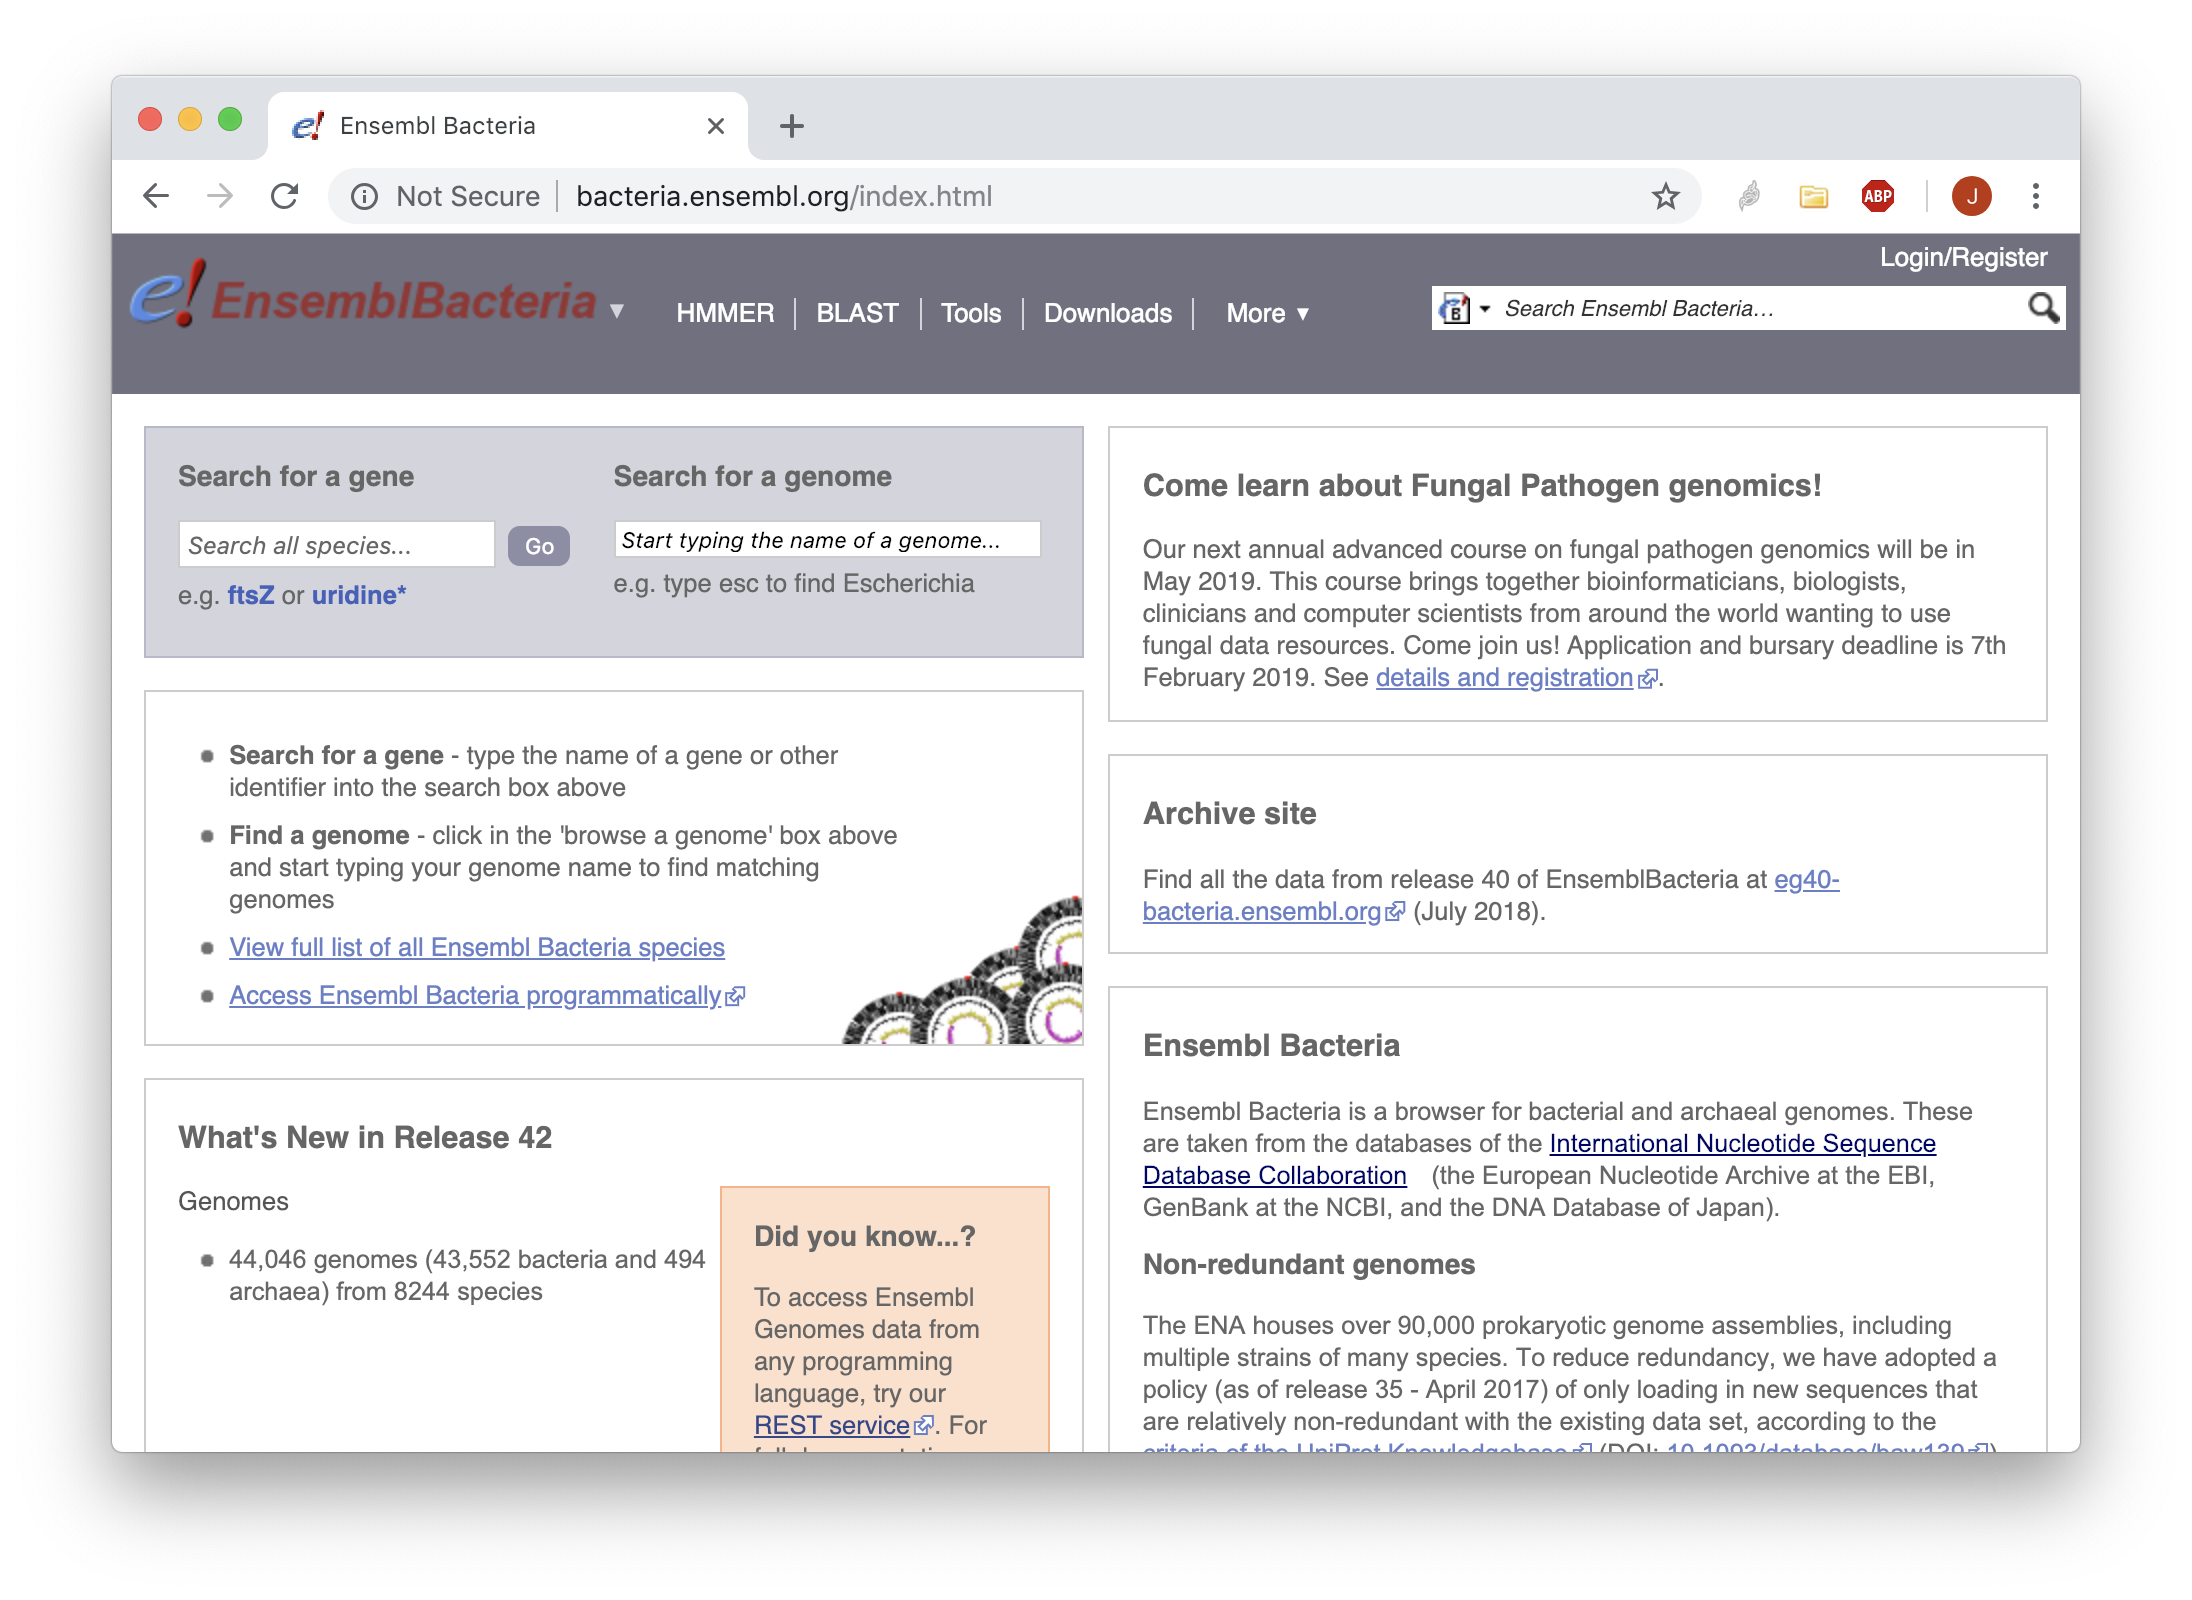 Ensembl Bacteria
Not Secure
bacteria.ensembl.org/index.html
ABP
J
Login/Register
e!EnsemblBacteria ▾
HMMER
BLAST
Tools
Downloads
More ▾
Search Ensembl Bacteria…
Search for a gene
Search all species...
Go
e.g. ftsZ or uridine*
Search for a genome
Start typing the name of a genome...
e.g. type esc to find Escherichia
Search for a gene - type the name of a gene or other
identifier into the search box above
Find a genome - click in the 'browse a genome' box above
and start typing your genome name to find matching
genomes
View full list of all Ensembl Bacteria species
Access Ensembl Bacteria programmatically
What's New in Release 42
Genomes
44,046 genomes (43,552 bacteria and 494
archaea) from 8244 species
Did you know...?
To access Ensembl
Genomes data from
any programming
language, try our
REST service. For
Come learn about Fungal Pathogen genomics!
Our next annual advanced course on fungal pathogen genomics will be in
May 2019. This course brings together bioinformaticians, biologists,
clinicians and computer scientists from around the world wanting to use
fungal data resources. Come join us! Application and bursary deadline is 7th
February 2019. See details and registration.
Archive site
Find all the data from release 40 of EnsemblBacteria at eg40-
bacteria.ensembl.org (July 2018).
Ensembl Bacteria
Ensembl Bacteria is a browser for bacterial and archaeal genomes. These
are taken from the databases of the International Nucleotide Sequence
Database Collaboration (the European Nucleotide Archive at the EBI,
GenBank at the NCBI, and the DNA Database of Japan).
Non-redundant genomes
The ENA houses over 90,000 prokaryotic genome assemblies, including
multiple strains of many species. To reduce redundancy, we have adopted a
policy (as of release 35 - April 2017) of only loading in new sequences that
are relatively non-redundant with the existing data set, according to the
criteria of the UniProt Knowledgebase (DOI: 10.1093/database/baw139)